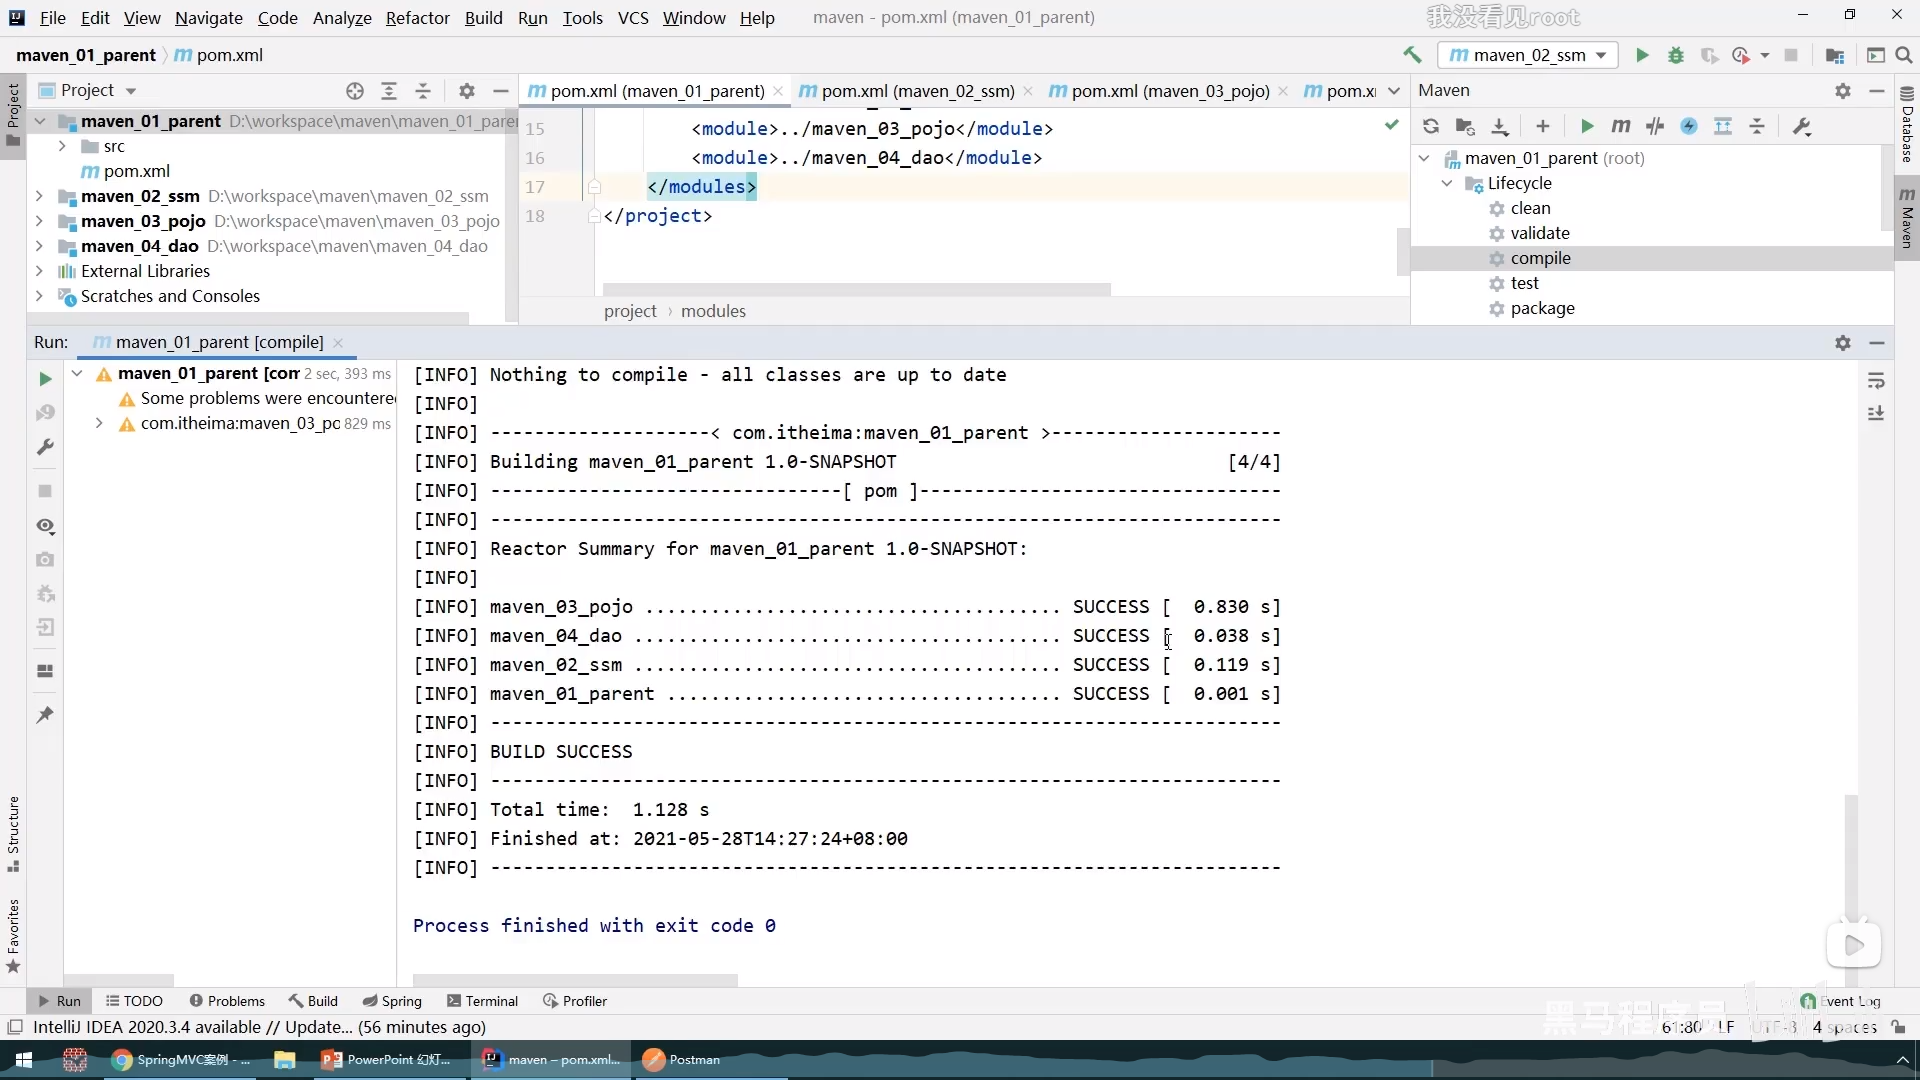 File Edit View Navigate Code Analyze Refactor Build Run Tools VCS Window Help maven - pom.xml (maven_01_parent)
我没看见root
maven_01_parent pom.xml
maven_02_ssm
Project
pom.xml (maven_01_parent) pom.xml (maven_02_ssm) pom.xml (maven_03_pojo)
Maven
Project
maven_01_parent D:\workspace\maven\maven_01_parer
src
pom.xml
maven_02_ssm D:\workspace\maven\maven_02_ssm
maven_03_pojo D:\workspace\maven\maven_03_pojo
maven_04_dao D:\workspace\maven\maven_04_dao
External Libraries
Scratches and Consoles
15 <module>../maven_03_pojo</module>
16 <module>../maven_04_dao</module>
17 </modules>
18 </project>
project › modules
maven_01_parent (root)
Lifecycle
clean
validate
compile
test
package
Database
Maven
Run: maven_01_parent [compile]
maven_01_parent [com 2 sec, 393 ms
Some problems were encountered
com.itheima:maven_03_po 829 ms
[INFO] Nothing to compile - all classes are up to date
[INFO]
[INFO] --------------------< com.itheima:maven_01_parent >---------------------
[INFO] Building maven_01_parent 1.0-SNAPSHOT [4/4]
[INFO] --------------------------------[ pom ]---------------------------------
[INFO] ------------------------------------------------------------------------
[INFO] Reactor Summary for maven_01_parent 1.0-SNAPSHOT:
[INFO]
[INFO] maven_03_pojo ...................................... SUCCESS [  0.830 s]
[INFO] maven_04_dao ....................................... SUCCESS [  0.038 s]
[INFO] maven_02_ssm ....................................... SUCCESS [  0.119 s]
[INFO] maven_01_parent .................................... SUCCESS [  0.001 s]
[INFO] ------------------------------------------------------------------------
[INFO] BUILD SUCCESS
[INFO] ------------------------------------------------------------------------
[INFO] Total time:  1.128 s
[INFO] Finished at: 2021-05-28T14:27:24+08:00
[INFO] ------------------------------------------------------------------------
Process finished with exit code 0
Structure
Favorites
Run TODO Problems Build Spring Terminal Profiler
Event Log
IntelliJ IDEA 2020.3.4 available // Update... (56 minutes ago)
黑马程序员
61:80 LF UTF-8 4 spaces
SpringMVC案例 - ... PowerPoint 幻灯... maven – pom.xml... Postman